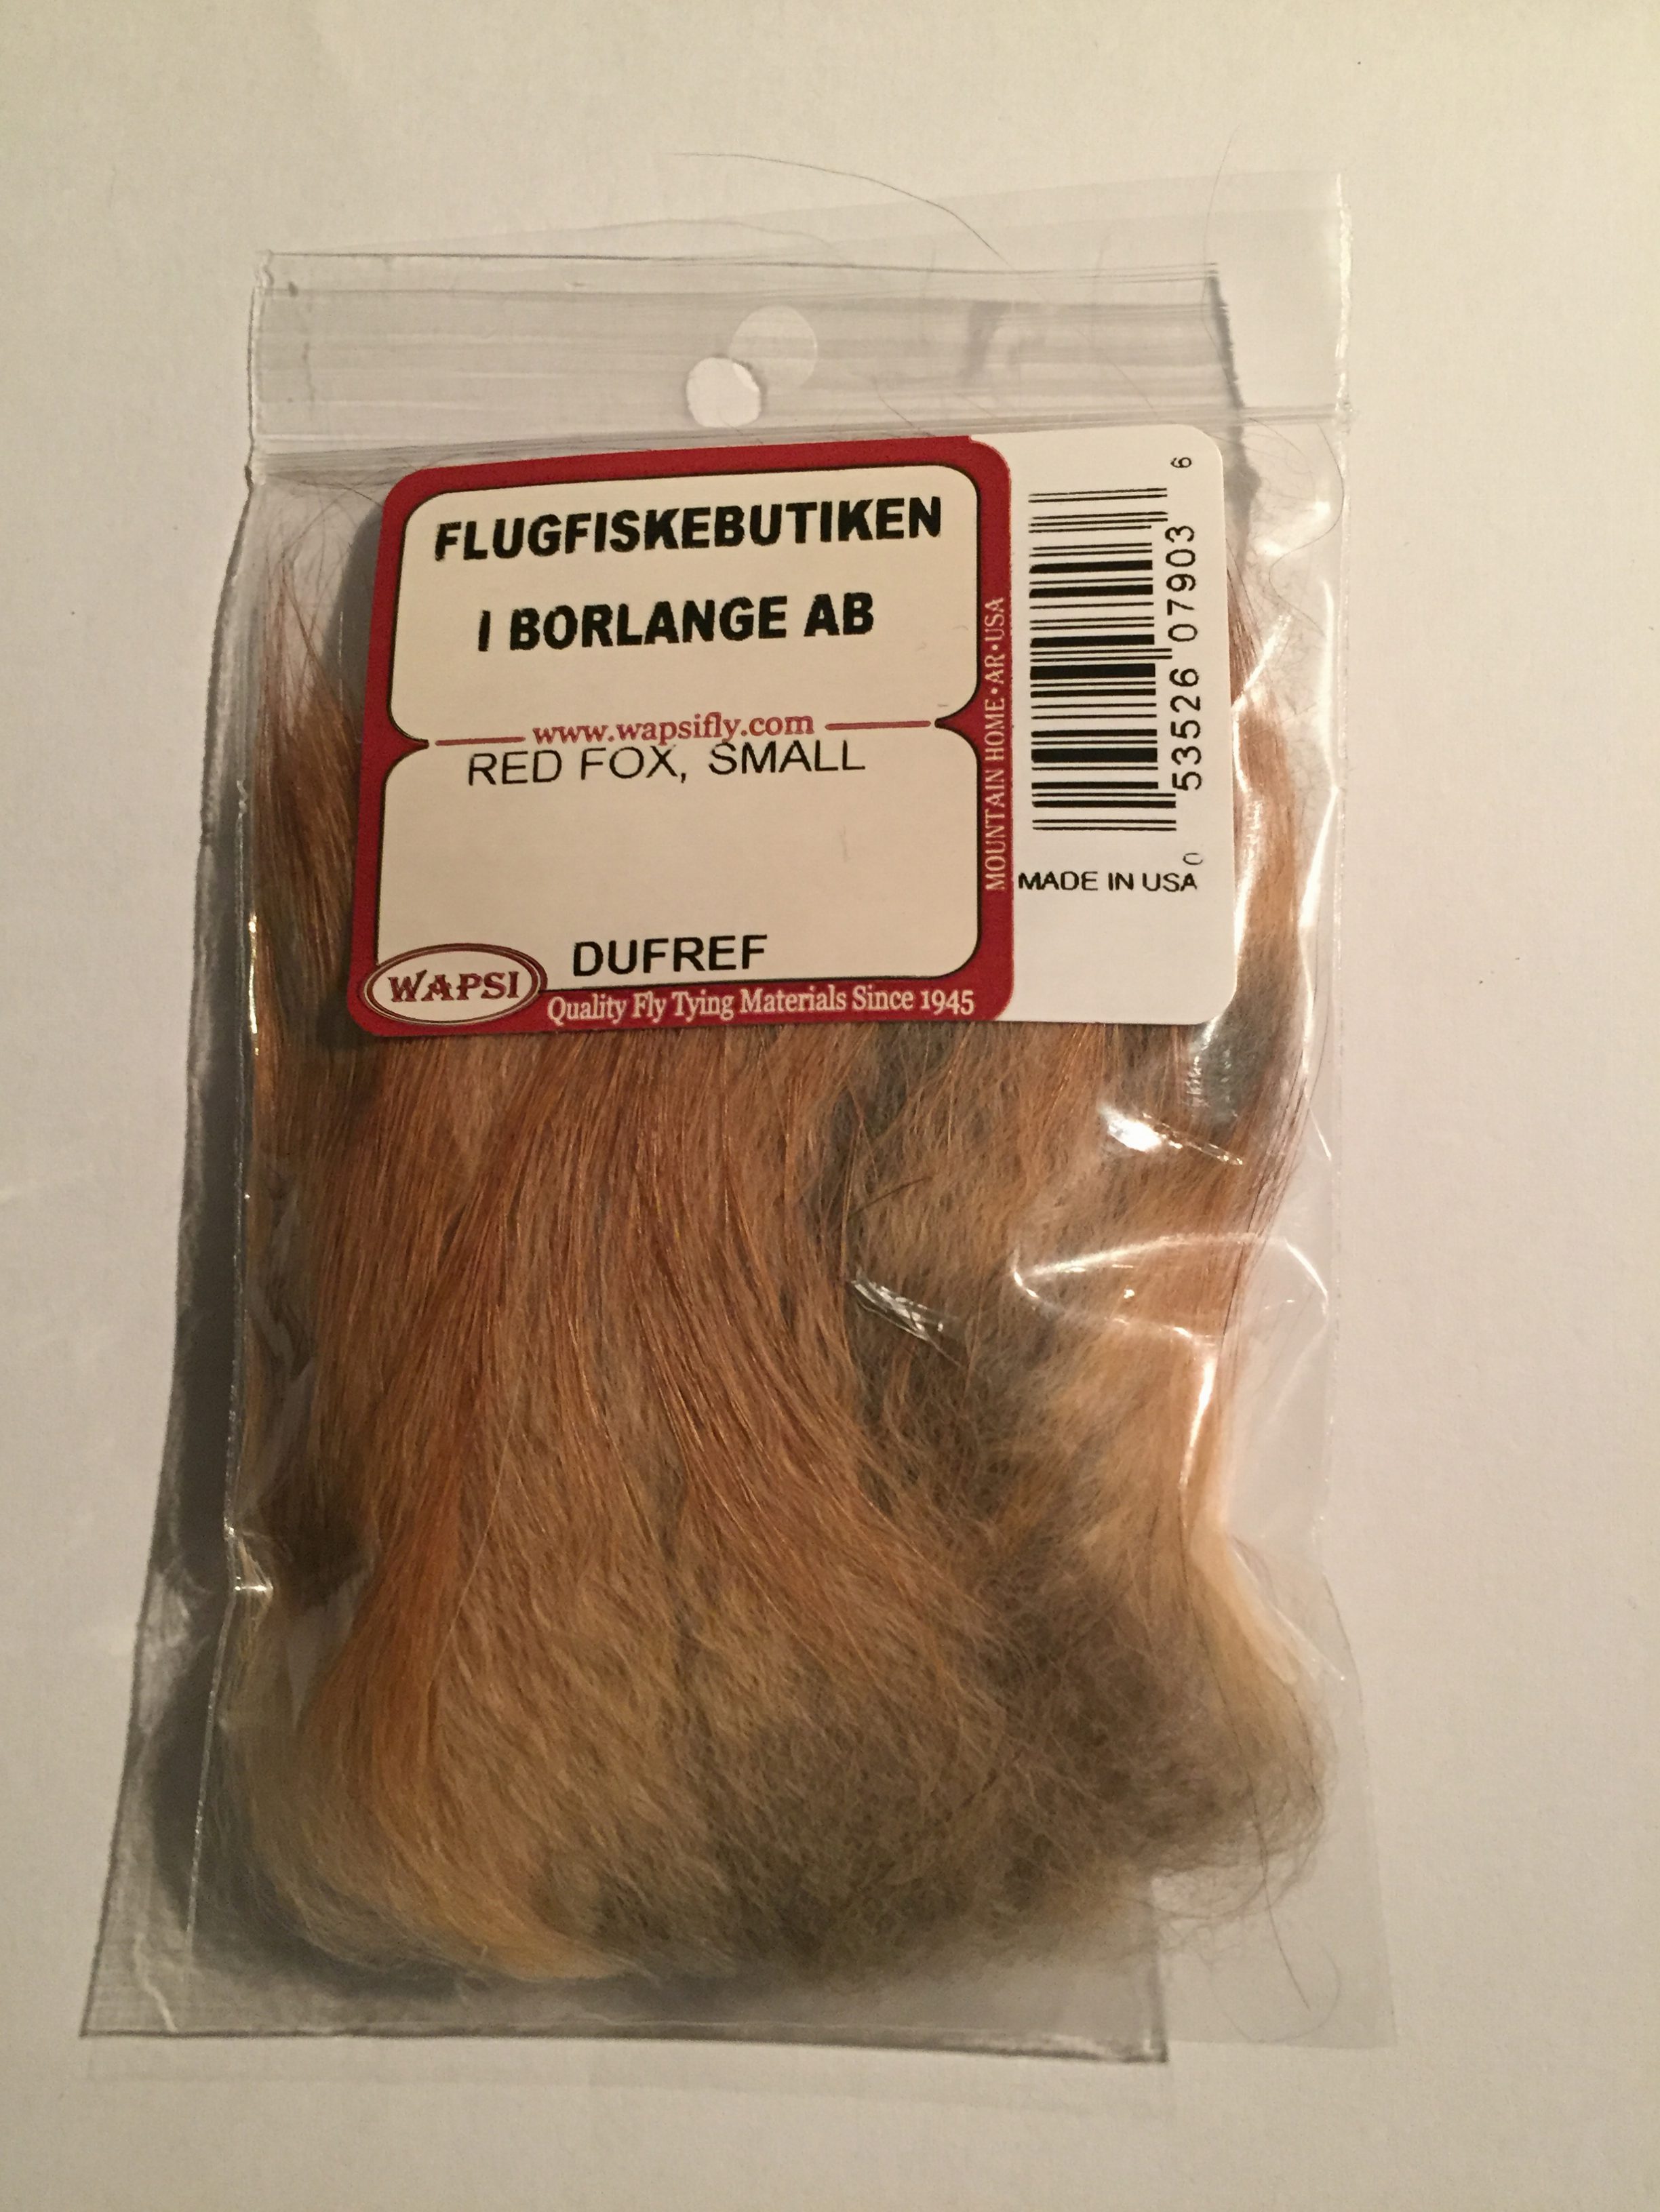 FLUGFISKEBUTIKEN
I BORLANGE AB
www.wapsifly.com
RED FOX, SMALL
DUFREF
WAPSI
Quality Fly Tying Materials Since 1945
MOUNTAIN HOME•AR•USA
0 53526 07903 6
MADE IN USA